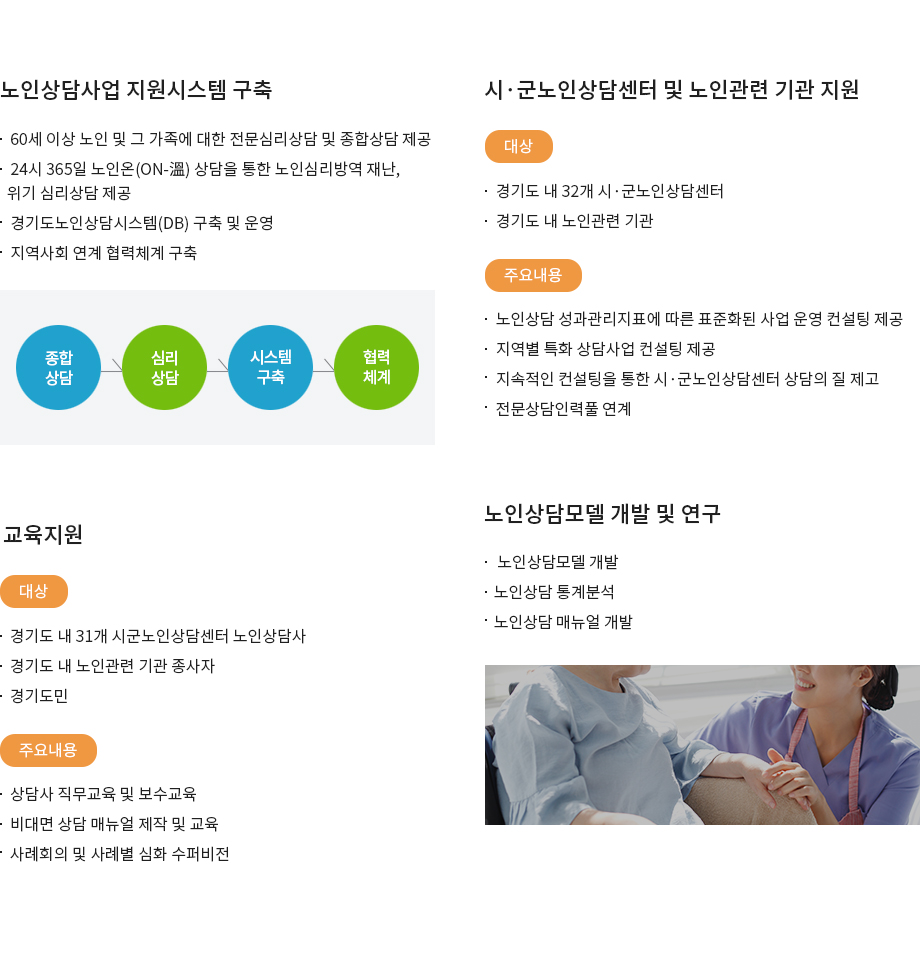 노인상담사업 지원시스템 구축
· 60세 이상 노인 및 그 가족에 대한 전문심리상담 및 종합상담 제공
· 24시 365일 노인온(ON-溫) 상담을 통한 노인심리방역 재난,
위기 심리상담 제공
· 경기도노인상담시스템(DB) 구축 및 운영
· 지역사회 연계 협력체계 구축
종합
상담
심리
상담
시스템
구축
협력
체계
시·군노인상담센터 및 노인관련 기관 지원
대상
· 경기도 내 32개 시·군노인상담센터
· 경기도 내 노인관련 기관
주요내용
· 노인상담 성과관리지표에 따른 표준화된 사업 운영 컨설팅 제공
· 지역별 특화 상담사업 컨설팅 제공
· 지속적인 컨설팅을 통한 시·군노인상담센터 상담의 질 제고
· 전문상담인력풀 연계
교육지원
대상
· 경기도 내 31개 시군노인상담센터 노인상담사
· 경기도 내 노인관련 기관 종사자
· 경기도민
주요내용
· 상담사 직무교육 및 보수교육
· 비대면 상담 매뉴얼 제작 및 교육
· 사례회의 및 사례별 심화 수퍼비전
노인상담모델 개발 및 연구
· 노인상담모델 개발
· 노인상담 통계분석
· 노인상담 매뉴얼 개발